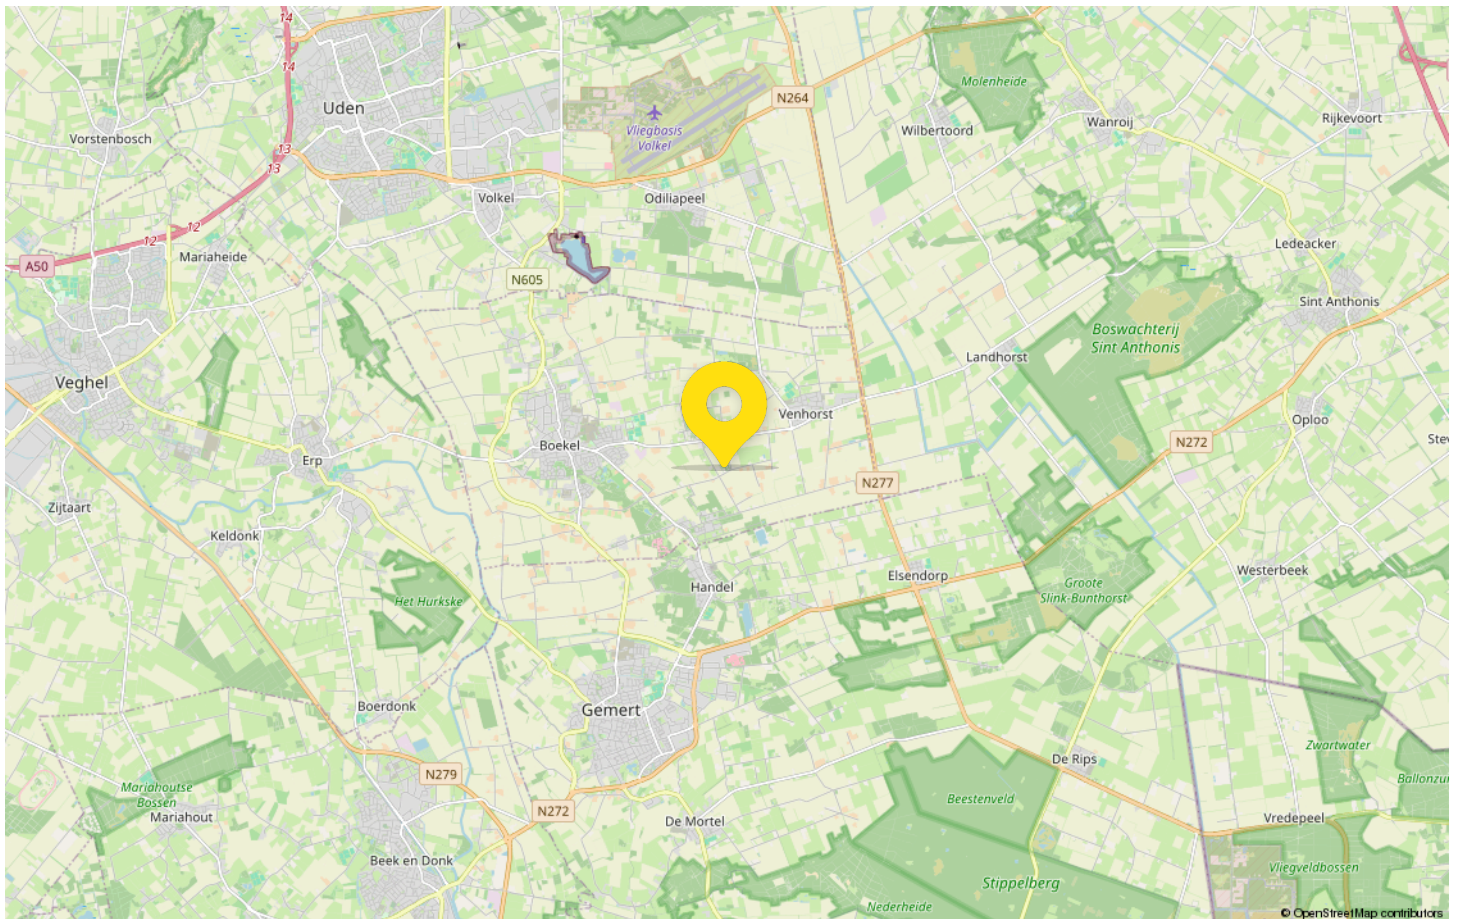 14
14
Uden
N264
Molenheide
Vliegbasis
Volkel
Wilbertoord
Wanroij
Rijkevoort
Vorstenbosch
13
13
Volkel
Odiliapeel
12
12
Mariaheide
A50
N605
Ledeacker
Sint Anthonis
Boswachterij
Sint Anthonis
Landhorst
Veghel
Venhorst
Oploo
Boekel
Erp
N272
Stev
N277
Zijtaart
Keldonk
Elsendorp
Westerbeek
Handel
Groote
Slink-Bunthorst
Het Hurkske
Boerdonk
Gemert
Zwartwater
De Rips
N279
Ballonzui
Mariahoutse
Bossen
Beestenveld
N272
Mariahout
De Mortel
Vredepeel
Beek en Donk
Vliegveldbossen
Stippelberg
Nederheide
© OpenStreetMap contributors